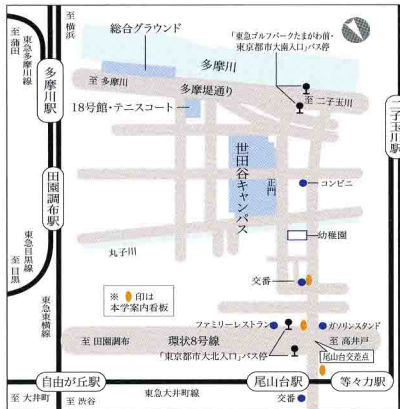 至 横浜
至 蒲田
東急多摩川線
総合グラウンド
「東急ゴルフパークたまがわ前・
東京都市大南入口」バス停
多摩川
多摩川駅
至 多摩川
多摩堤通り
至 二子玉川
二子玉川駅
18号館・テニスコート
世田谷キャンパス
正門
コンビニ
田園調布駅
幼稚園
丸子川
東急目黒線
至 目黒
東急東横線
交番
※ 印は
本学案内看板
ファミリーレストラン
ガソリンスタンド
至 田園調布
環状8号線
至 高井戸
「東京都市大北入口」バス停
尾山台交差点
自由が丘駅
尾山台駅
等々力駅
至 大井町
至 渋谷
東急大井町線
交番